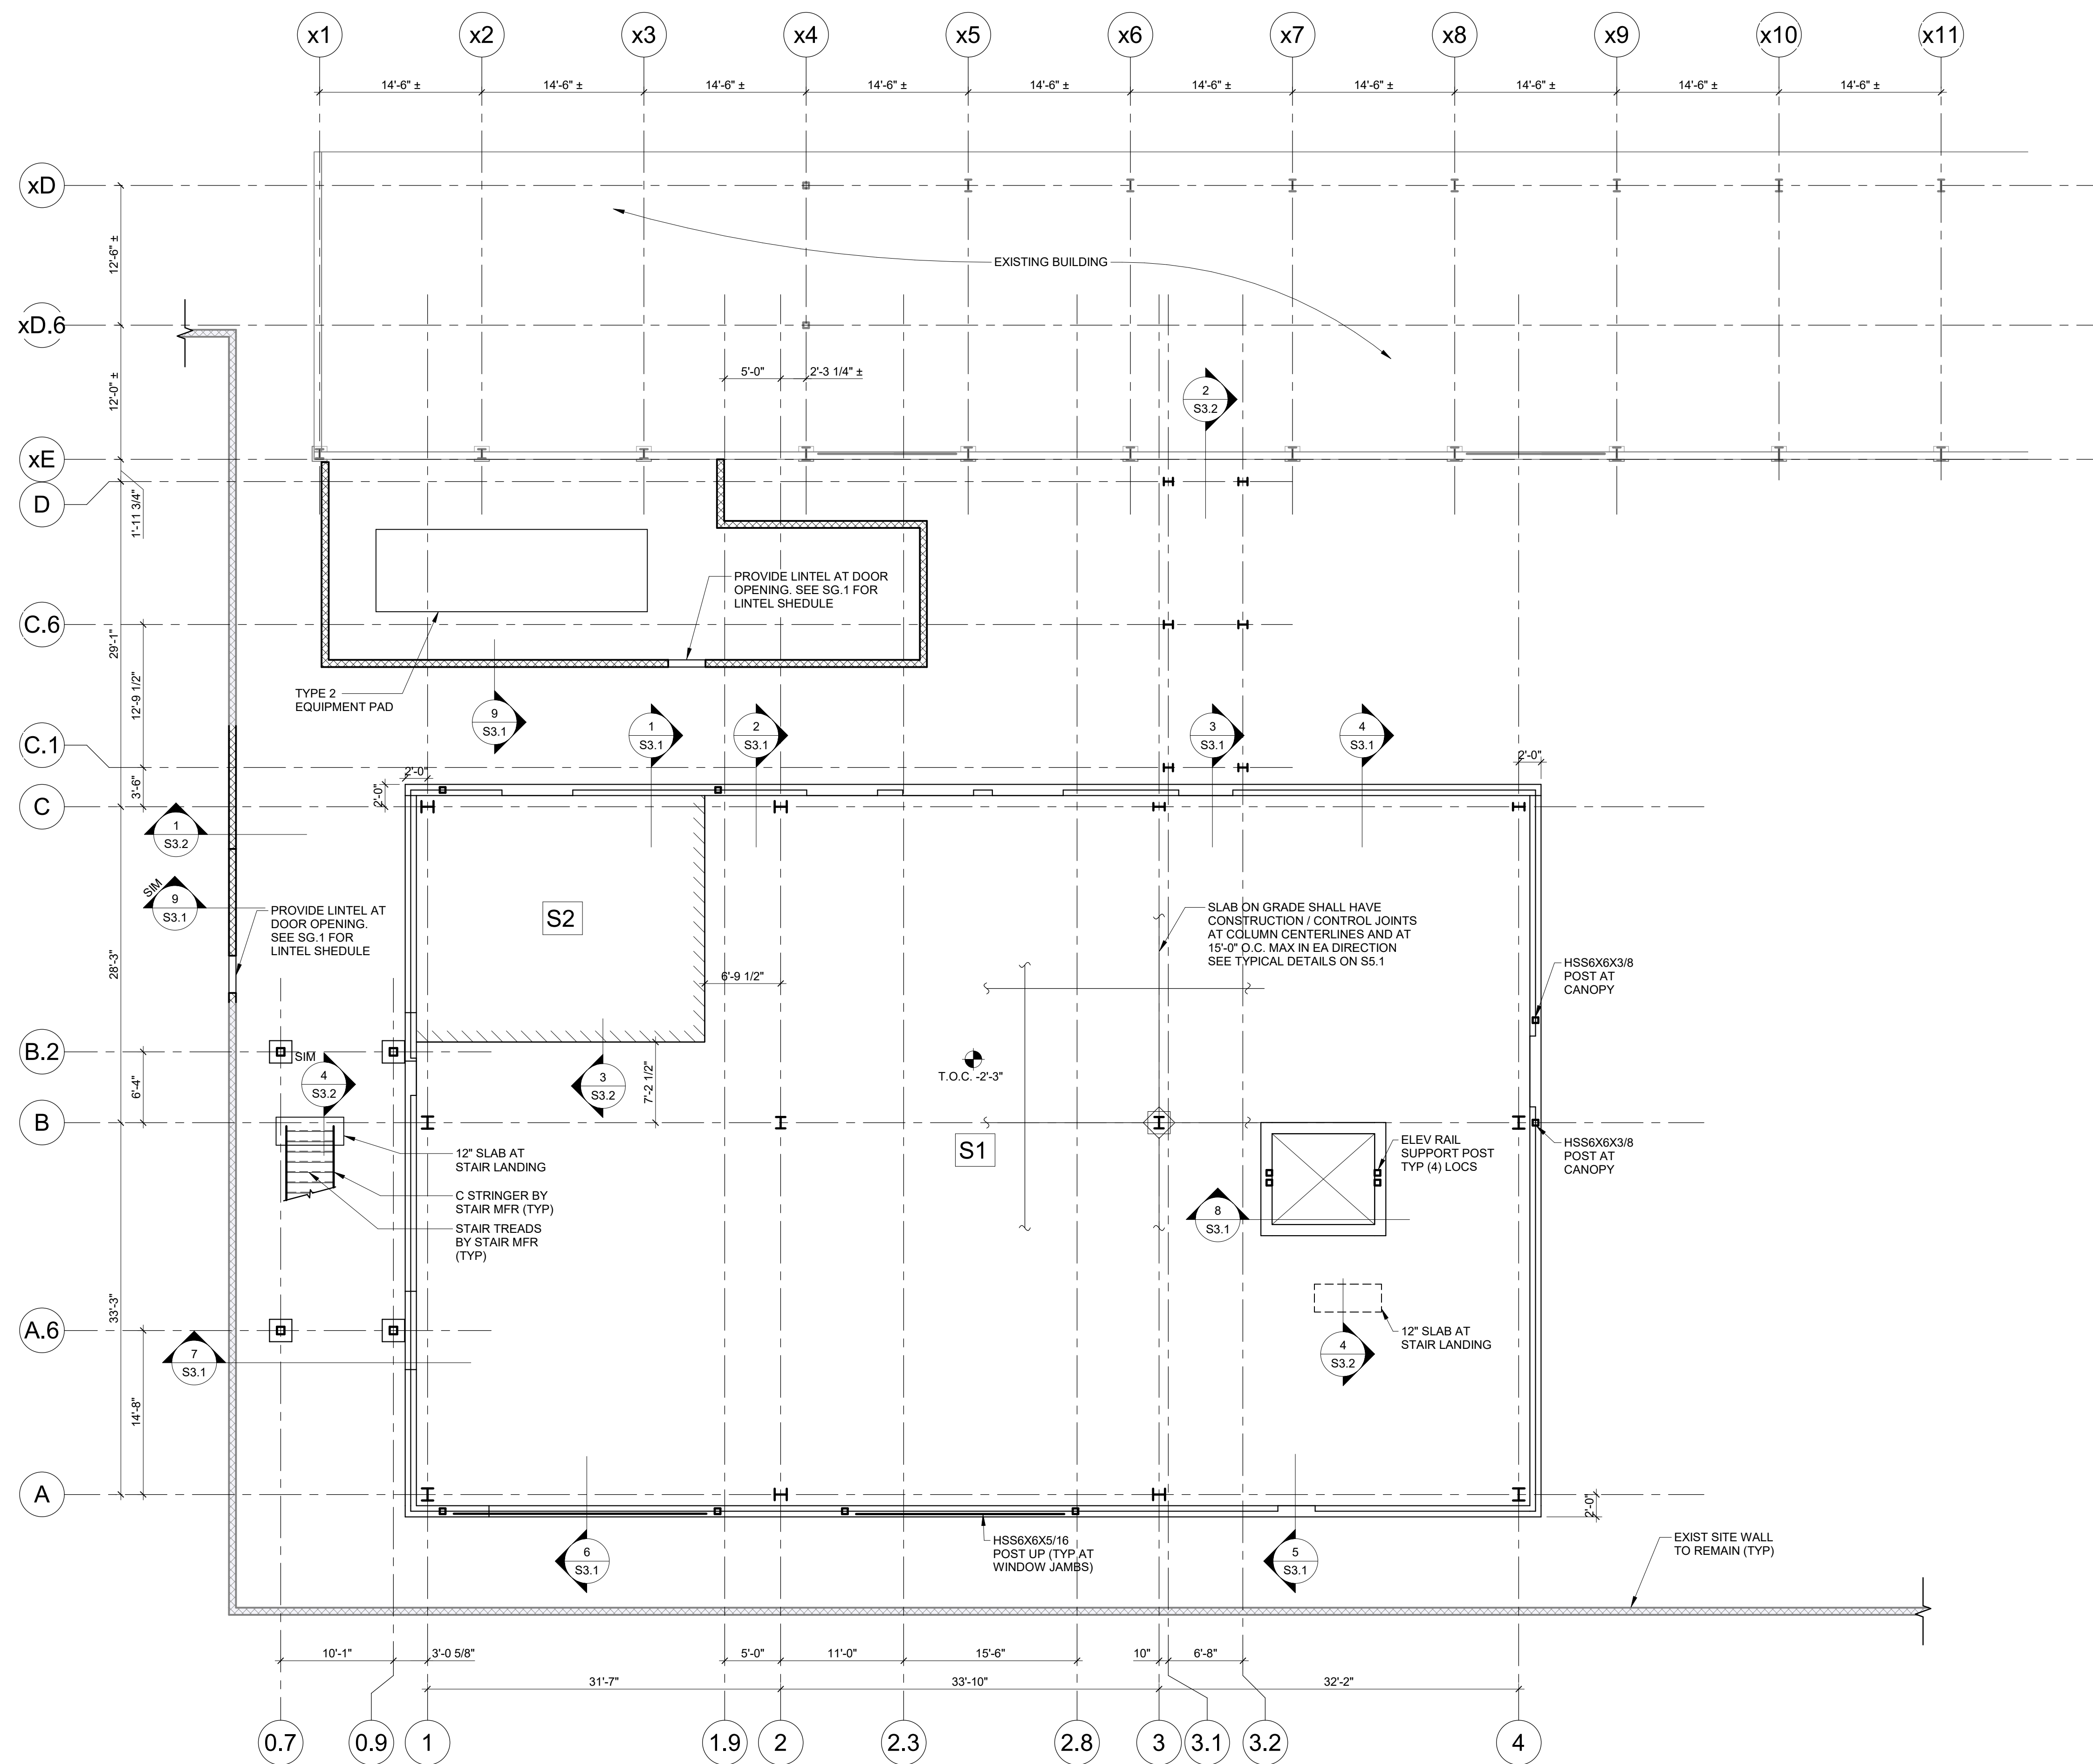 x1 x2 x3 x4 x5 x6 x7 x8 x9 x10 x11
14'-6" ± 14'-6" ± 14'-6" ± 14'-6" ± 14'-6" ± 14'-6" ± 14'-6" ± 14'-6" ± 14'-6" ± 14'-6" ±
xD
12'-6" ±
EXISTING BUILDING
xD.6
12'-0" ±
5'-0" 2'-3 1/4" ±
2
S3.2
xE
D
1'-11 3/4"
PROVIDE LINTEL AT DOOR
OPENING. SEE SG.1 FOR
LINTEL SHEDULE
C.6
29'-1"
12'-9 1/2"
TYPE 2
EQUIPMENT PAD
9
S3.1
1
S3.1
2
S3.1
3
S3.1
4
S3.1
C.1
3'-6"
2'-0"
2'-0"
2'-0"
C
1
S3.2
SIM
9
S3.1
PROVIDE LINTEL AT
DOOR OPENING.
SEE SG.1 FOR
LINTEL SHEDULE
S2
SLAB ON GRADE SHALL HAVE
CONSTRUCTION / CONTROL JOINTS
AT COLUMN CENTERLINES AND AT
15'-0" O.C. MAX IN EA DIRECTION
SEE TYPICAL DETAILS ON S5.1
28'-3"
6'-9 1/2"
HSS6X6X3/8
POST AT
CANOPY
B.2
SIM
4
S3.2
3
S3.2
7'-2 1/2"
T.O.C. -2'-3"
6'-4"
B
S1
12" SLAB AT
STAIR LANDING
C STRINGER BY
STAIR MFR (TYP)
STAIR TREADS
BY STAIR MFR
(TYP)
ELEV RAIL
SUPPORT POST
TYP (4) LOCS
HSS6X6X3/8
POST AT
CANOPY
8
S3.1
33'-3"
A.6
7
S3.1
12" SLAB AT
STAIR LANDING
4
S3.2
14'-8"
A
2'-0"
6
S3.1
HSS6X6X5/16
POST UP (TYP AT
WINDOW JAMBS)
5
S3.1
EXIST SITE WALL
TO REMAIN (TYP)
10'-1" 3'-0 5/8" 5'-0" 11'-0" 15'-6" 10" 6'-8"
31'-7" 33'-10" 32'-2"
0.7 0.9 1 1.9 2 2.3 2.8 3 3.1 3.2 4